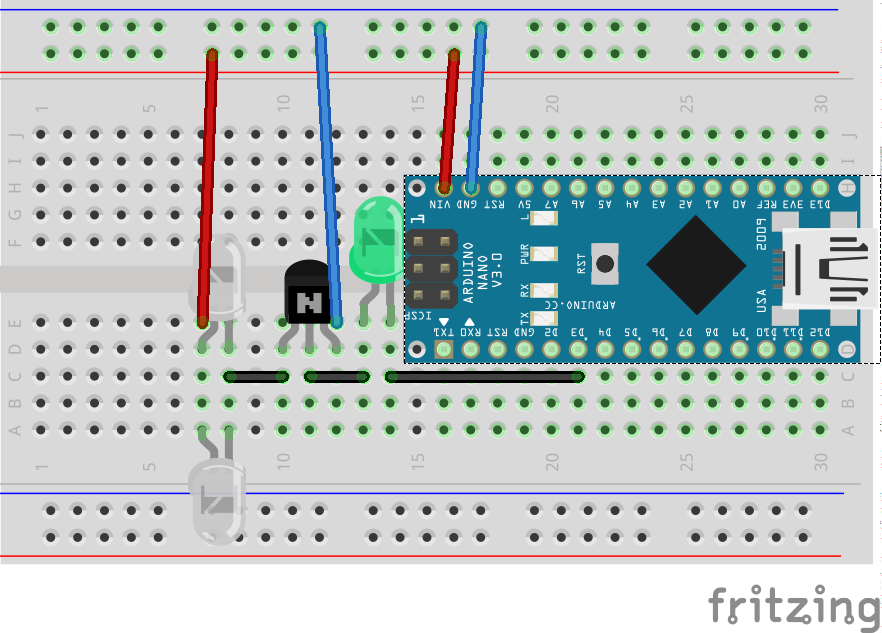 1 5 10 15 20 25 30
J J
I I
H H
G
F
VIN GND RST 5V A7 A6 A5 A4 A3 A2 A1 A0 REF 3V3 D13
1
L
PWR
RX
TX
ARDUINO
NANO
V3.0
RST
ARDUINO.CC
USA
ICSP
N
TX1 RX0 RST GND D2 D3 D4 D5 D6 D7 D8 D9 D10 D11 D12
E
D D
C C
B B
A A
1 5 10 15 20 25 30
fritzing